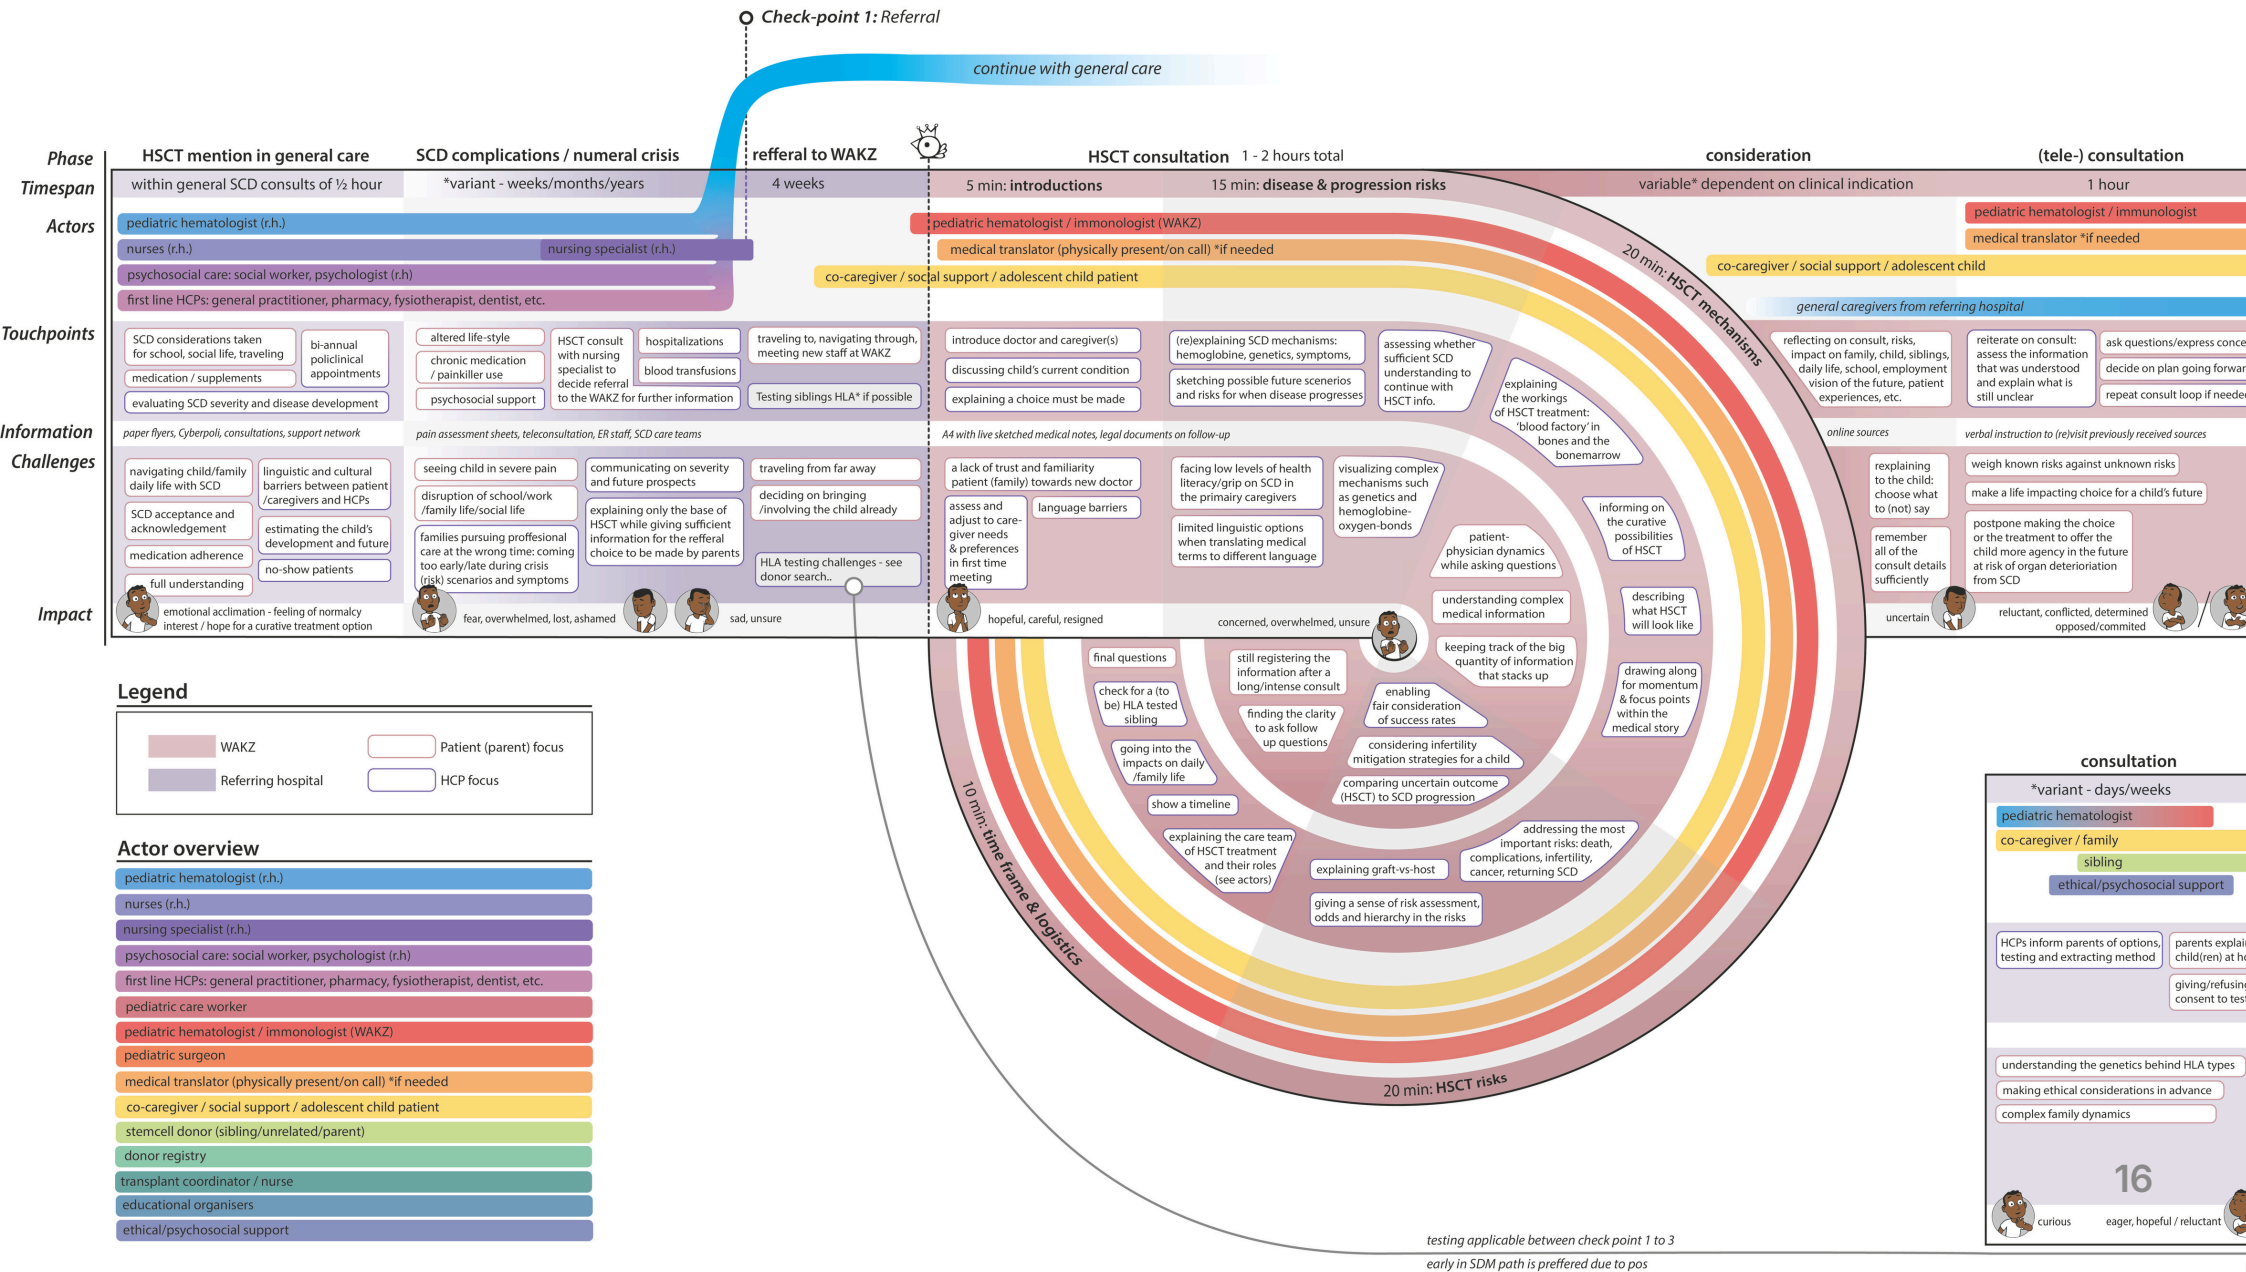 Check-point 1: Referral
continue with general care
Phase
HSCT mention in general care
SCD complications / numeral crisis
refferal to WAKZ
HSCT consultation 1 - 2 hours total
consideration
(tele-) consultation
Timespan
within general SCD consults of ½ hour
*variant - weeks/months/years
4 weeks
5 min: introductions
15 min: disease & progression risks
20 min: HSCT mechanisms
variable* dependent on clinical indication
1 hour
Actors
pediatric hematologist (r.h.)
nurses (r.h.)
nursing specialist (r.h.)
psychosocial care: social worker, psychologist (r.h)
first line HCPs: general practitioner, pharmacy, fysiotherapist, dentist, etc.
pediatric hematologist / immunologist (WAKZ)
medical translator (physically present/on call) *if needed
co-caregiver / social support / adolescent child patient
pediatric hematologist / immunologist
medical translator *if needed
co-caregiver / social support / adolescent child
general caregivers from referring hospital
Touchpoints
SCD considerations taken
for school, social life, traveling
medication / supplements
bi-annual
policlinical
appointments
evaluating SCD severity and disease development
altered life-style
chronic medication
/ painkiller use
psychosocial support
HSCT consult
with nursing
specialist to
decide referral
to the WAKZ for further information
hospitalizations
blood transfusions
traveling to, navigating through,
meeting new staff at WAKZ
Testing siblings HLA* if possible
introduce doctor and caregiver(s)
discussing child's current condition
explaining a choice must be made
(re)explaining SCD mechanisms:
hemoglobine, genetics, symptoms,
sketching possible future scenerios
and risks for when disease progresses
assessing whether
sufficient SCD
understanding to
continue with
HSCT info.
explaining
the workings
of HSCT treatment:
'blood factory' in
bones and the
bonemarrow
reflecting on consult, risks,
impact on family, child, siblings,
daily life, school, employment
vision of the future, patient
experiences, etc.
reiterate on consult:
assess the information
that was understood
and explain what is
still unclear
ask questions/express conce
decide on plan going forwar
repeat consult loop if neede
Information
paper flyers, Cyberpoli, consultations, support network
pain assessment sheets, teleconsultation, ER staff, SCD care teams
A4 with live sketched medical notes, legal documents on follow-up
online sources
verbal instruction to (re)visit previously received sources
Challenges
navigating child/family
daily life with SCD
SCD acceptance and
acknowledgement
medication adherence
full understanding
linguistic and cultural
barriers between patient
/caregivers and HCPs
estimating the child's
development and future
no-show patients
seeing child in severe pain
disruption of school/work
/family life/social life
families pursuing proffesional
care at the wrong time: coming
too early/late during crisis
(risk) scenarios and symptoms
communicating on severity
and future prospects
explaining only the base of
HSCT while giving sufficient
information for the refferal
choice to be made by parents
traveling from far away
deciding on bringing
/involving the child already
HLA testing challenges - see
donor search..
a lack of trust and familiarity
patient (family) towards new doctor
assess and
adjust to care-
giver needs
& preferences
in first time
meeting
language barriers
facing low levels of health
literacy/grip on SCD in
the primairy caregivers
limited linguistic options
when translating medical
terms to different language
visualizing complex
mechanisms such
as genetics and
hemoglobine-
oxygen-bonds
informing on
the curative
possibilities
of HSCT
patient-
physician dynamics
while asking questions
understanding complex
medical information
keeping track of the big
quantity of information
that stacks up
describing
what HSCT
will look like
drawing along
for momentum
& focus points
within the
medical story
rexplaining
to the child:
choose what
to (not) say
remember
all of the
consult details
sufficiently
weigh known risks against unknown risks
make a life impacting choice for a child's future
postpone making the choice
or the treatment to offer the
child more agency in the future
at risk of organ deterioriation
from SCD
Impact
emotional acclimation - feeling of normalcy
interest / hope for a curative treatment option
fear, overwhelmed, lost, ashamed
sad, unsure
hopeful, careful, resigned
concerned, overwhelmed, unsure
uncertain
reluctant, conflicted, determined
opposed/commited
final questions
check for a (to
be) HLA tested
sibling
going into the
impacts on daily
/family life
show a timeline
explaining the care team
of HSCT treatment
and their roles
(see actors)
still registering the
information after a
long/intense consult
finding the clarity
to ask follow
up questions
enabling
fair consideration
of success rates
considering infertility
mitigation strategies for a child
comparing uncertain outcome
(HSCT) to SCD progression
explaining graft-vs-host
giving a sense of risk assessment,
odds and hierarchy in the risks
addressing the most
important risks: death,
complications, infertility,
cancer, returning SCD
10 min: time frame & logistics
20 min: HSCT risks
Legend
WAKZ
Patient (parent) focus
Referring hospital
HCP focus
Actor overview
pediatric hematologist (r.h.)
nurses (r.h.)
nursing specialist (r.h.)
psychosocial care: social worker, psychologist (r.h)
first line HCPs: general practitioner, pharmacy, fysiotherapist, dentist, etc.
pediatric care worker
pediatric hematologist / immonologist (WAKZ)
pediatric surgeon
medical translator (physically present/on call) *if needed
co-caregiver / social support / adolescent child patient
stemcell donor (sibling/unrelated/parent)
donor registry
transplant coordinator / nurse
educational organisers
ethical/psychosocial support
consultation
*variant - days/weeks
pediatric hematologist
co-caregiver / family
sibling
ethical/psychosocial support
HCPs inform parents of options,
testing and extracting method
parents explai
child(ren) at ho
giving/refusing
consent to test
understanding the genetics behind HLA types
making ethical considerations in advance
complex family dynamics
16
curious
eager, hopeful / reluctant
testing applicable between check point 1 to 3
early in SDM path is preffered due to pos